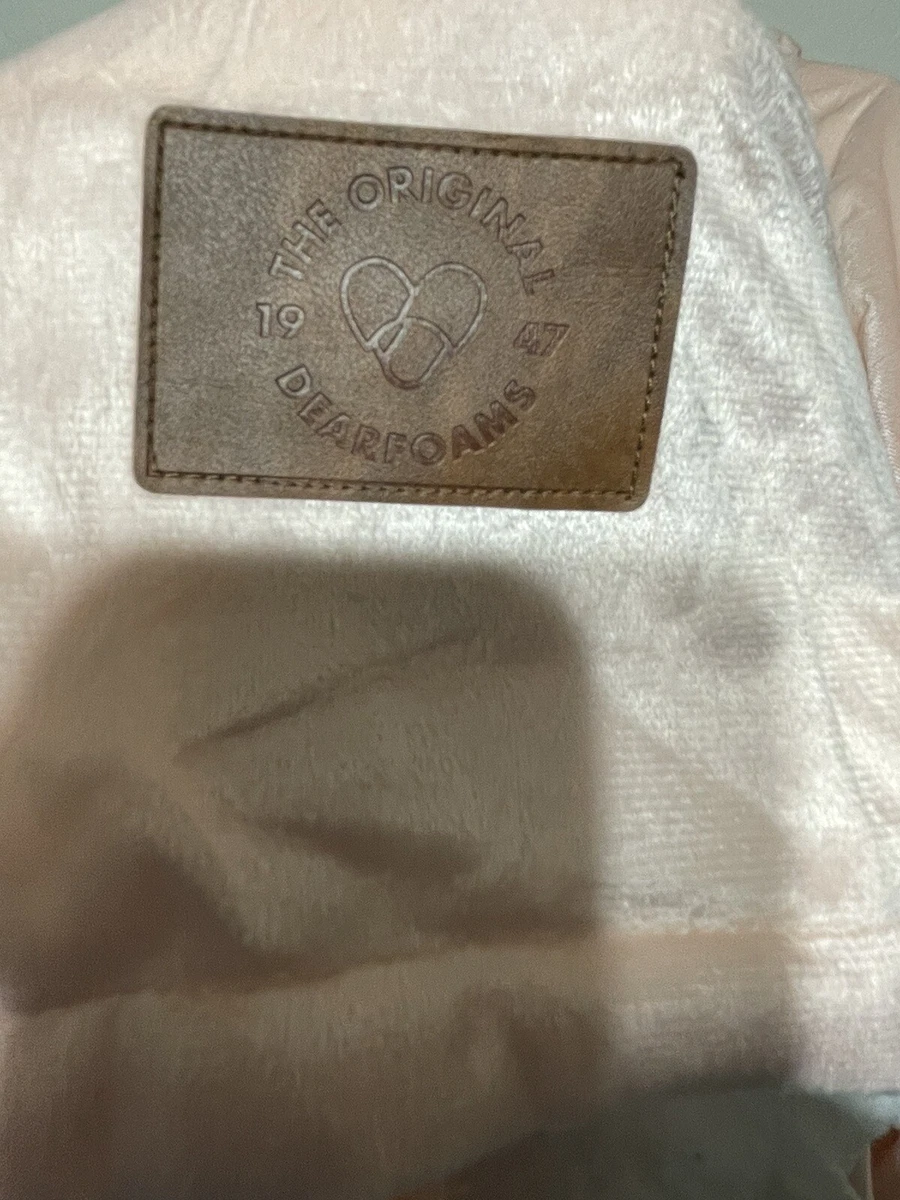 THE ORIGINAL
19 47
DEARFOAMS